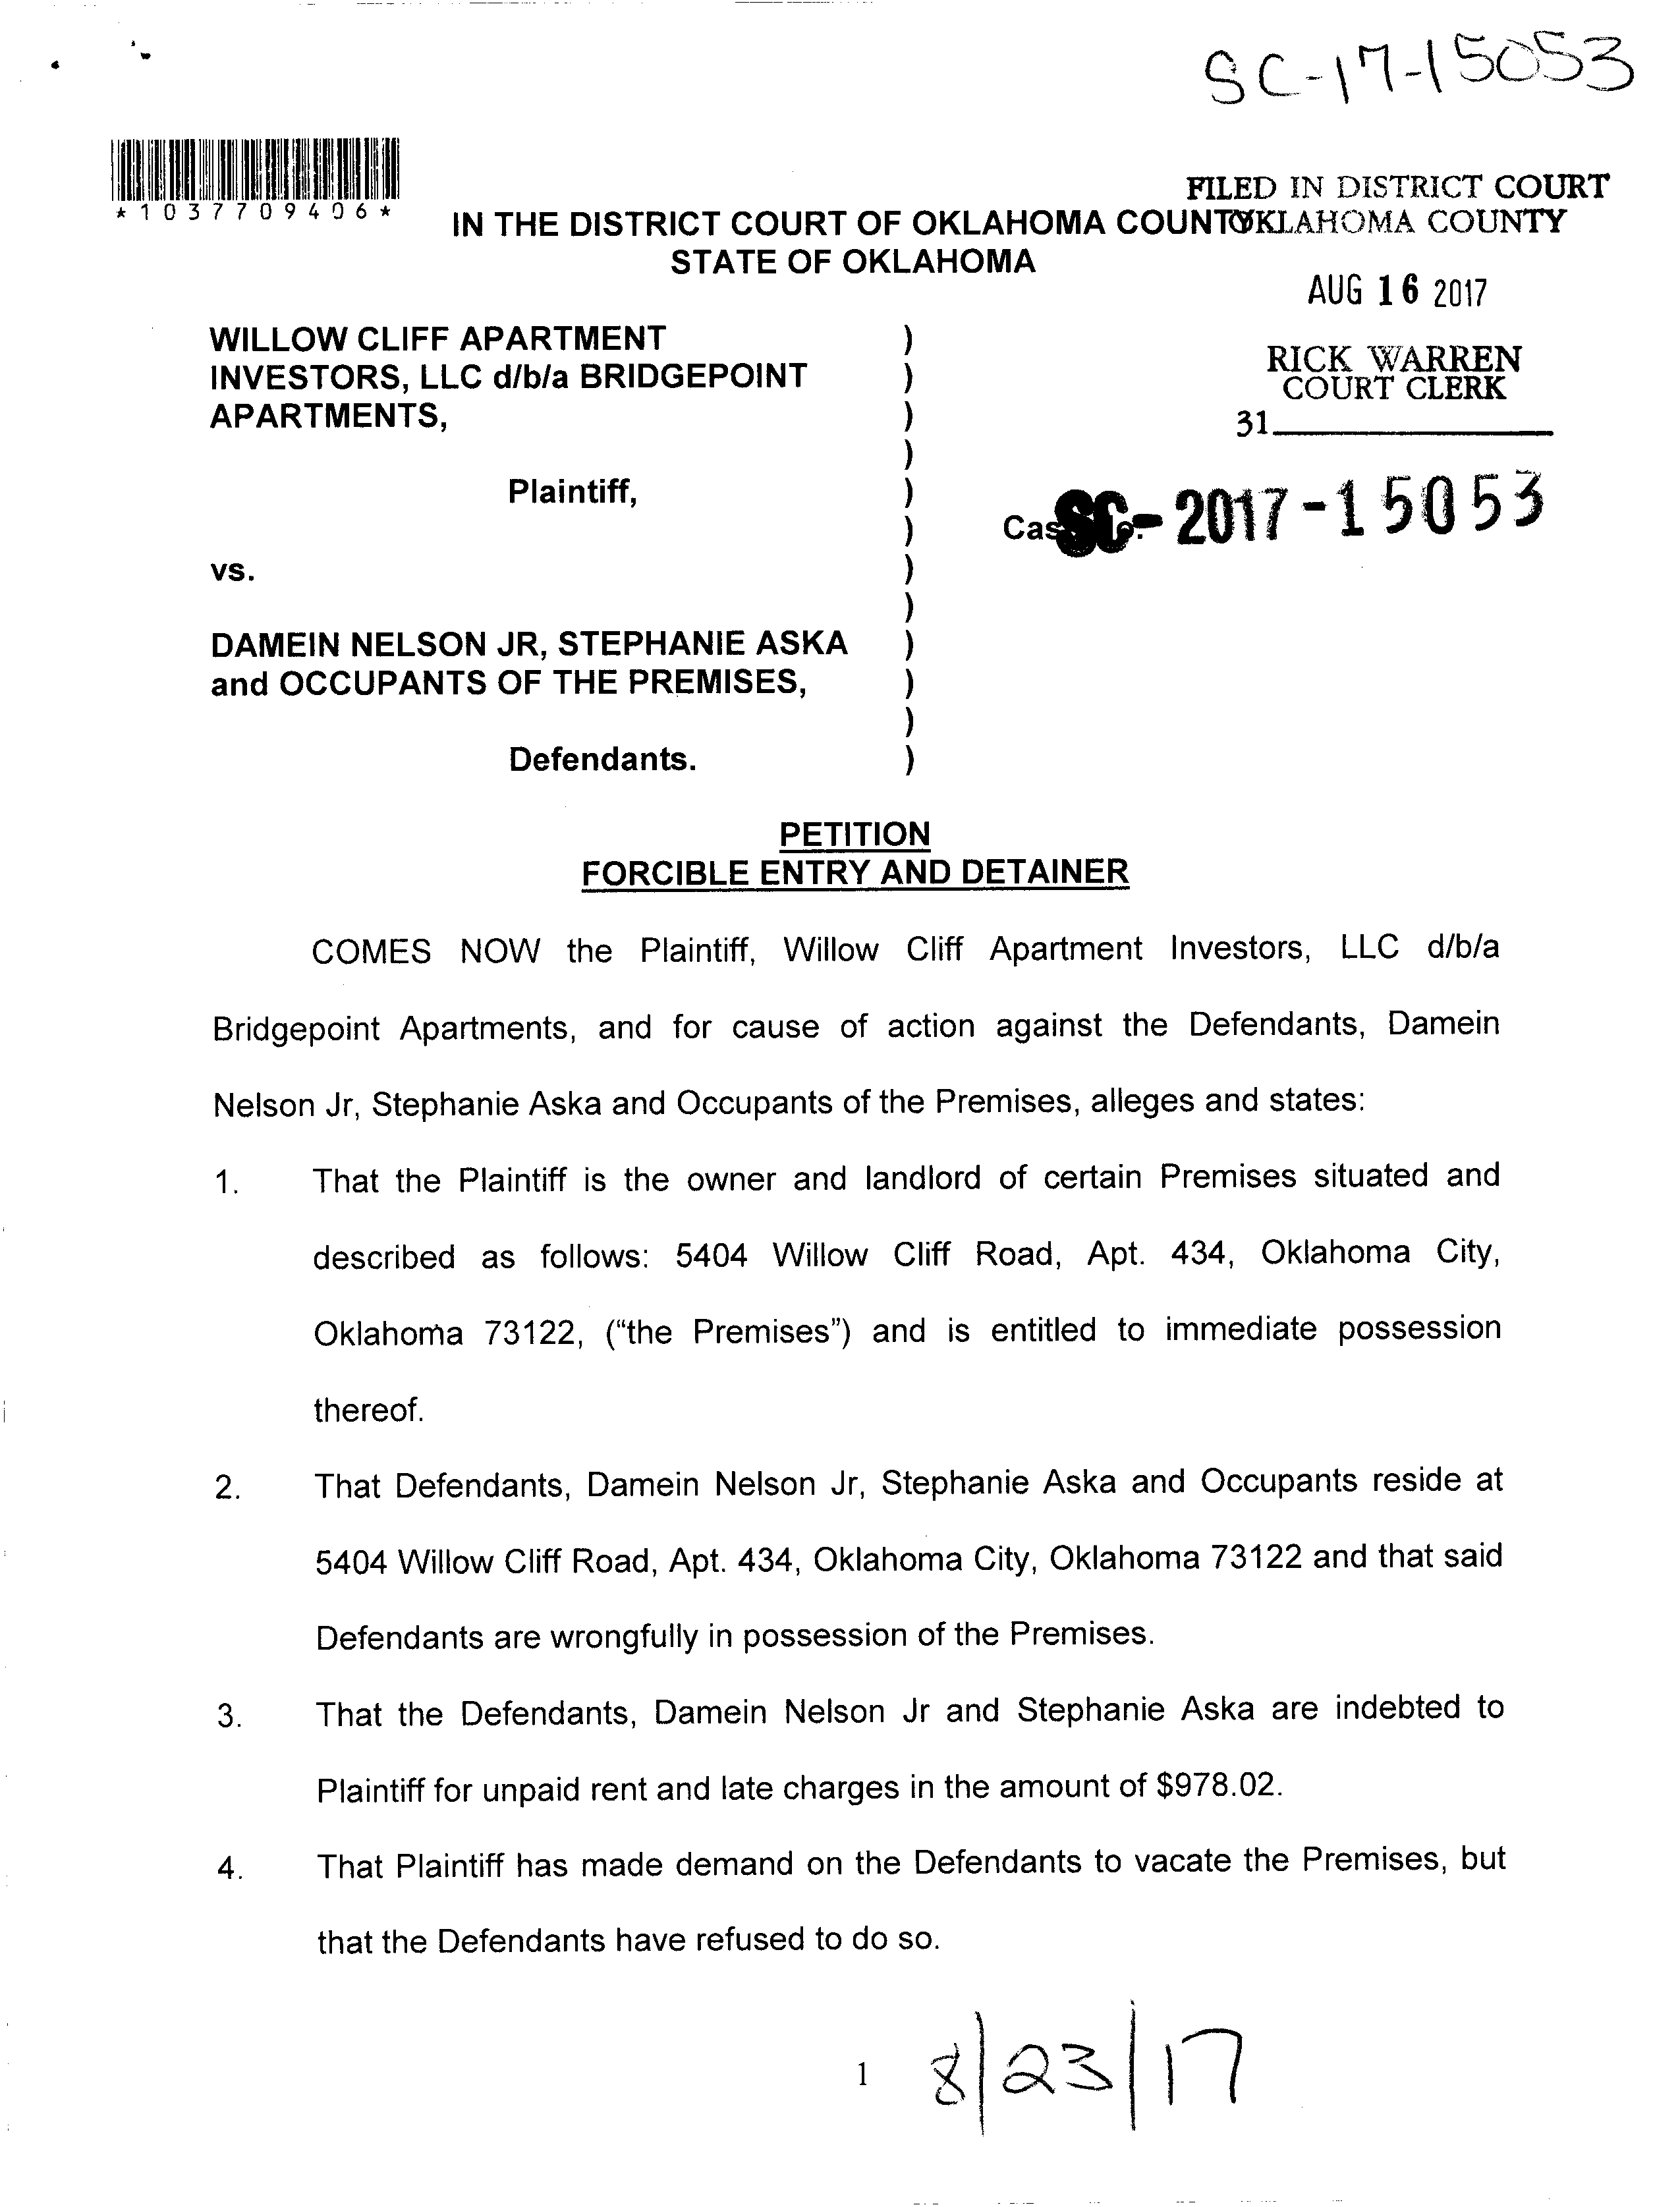 SC-17-15053
*1037709406*
FILED IN DISTRICT COURT
IN THE DISTRICT COURT OF OKLAHOMA COUNTY
OKLAHOMA COUNTY
STATE OF OKLAHOMA
AUG 16 2017
WILLOW CLIFF APARTMENT )
INVESTORS, LLC d/b/a BRIDGEPOINT )
APARTMENTS, )
RICK WARREN
COURT CLERK
31
)
Plaintiff, )
Cas SC-2017-15053
)
vs. )
)
DAMEIN NELSON JR, STEPHANIE ASKA )
and OCCUPANTS OF THE PREMISES, )
)
Defendants. )
PETITION
FORCIBLE ENTRY AND DETAINER
COMES NOW the Plaintiff, Willow Cliff Apartment Investors, LLC d/b/a
Bridgepoint Apartments, and for cause of action against the Defendants, Damein
Nelson Jr, Stephanie Aska and Occupants of the Premises, alleges and states:
1. That the Plaintiff is the owner and landlord of certain Premises situated and
described as follows: 5404 Willow Cliff Road, Apt. 434, Oklahoma City,
Oklahoma 73122, (“the Premises”) and is entitled to immediate possession
thereof.
2. That Defendants, Damein Nelson Jr, Stephanie Aska and Occupants reside at
5404 Willow Cliff Road, Apt. 434, Oklahoma City, Oklahoma 73122 and that said
Defendants are wrongfully in possession of the Premises.
3. That the Defendants, Damein Nelson Jr and Stephanie Aska are indebted to
Plaintiff for unpaid rent and late charges in the amount of $978.02.
4. That Plaintiff has made demand on the Defendants to vacate the Premises, but
that the Defendants have refused to do so.
1
8/23/17